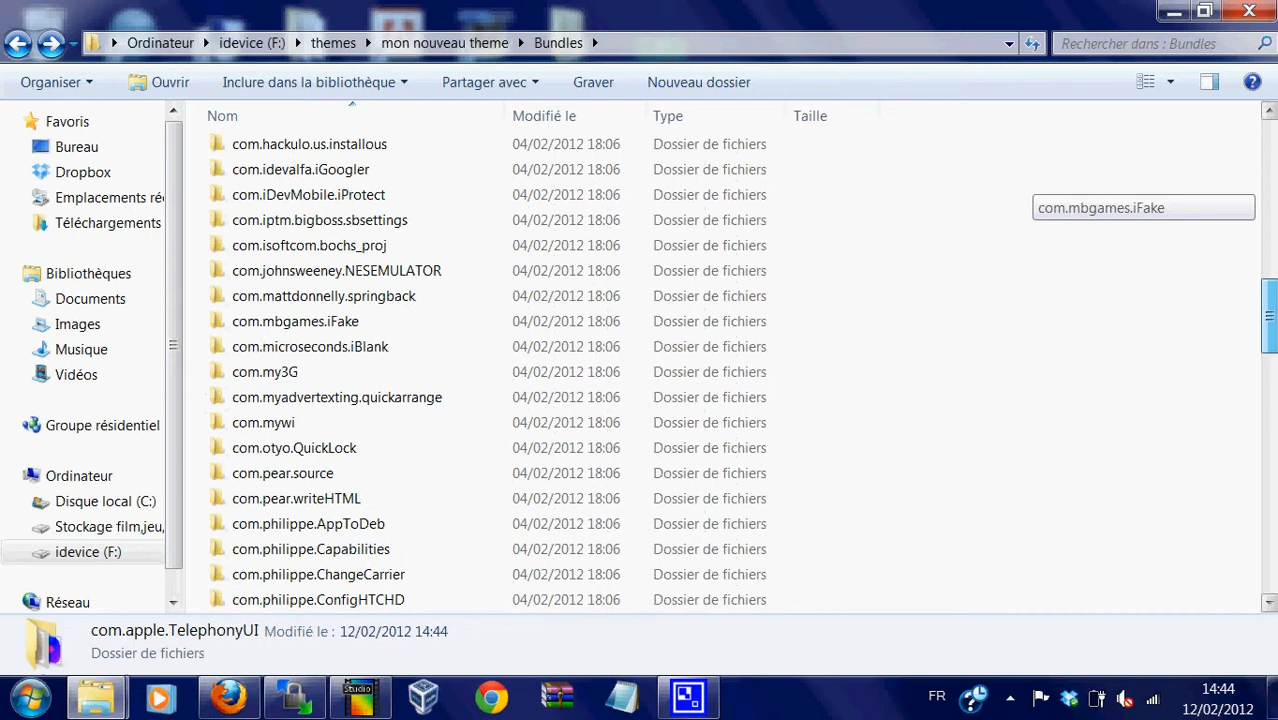 Ordinateur idevice (F:) themes mon nouveau theme Bundles
Rechercher dans : Bundles
Organiser Ouvrir Inclure dans la bibliothèque Partager avec Graver Nouveau dossier
Nom Modifié le Type Taille
Favoris
Bureau
Dropbox
Emplacements ré
Téléchargements
Bibliothèques
Documents
Images
Musique
Vidéos
Groupe résidentiel
Ordinateur
Disque local (C:)
Stockage film,jeu,
idevice (F:)
Réseau
com.hackulo.us.installous 04/02/2012 18:06 Dossier de fichiers
com.idevalfa.iGoogler 04/02/2012 18:06 Dossier de fichiers
com.iDevMobile.iProtect 04/02/2012 18:06 Dossier de fichiers
com.iptm.bigboss.sbsettings 04/02/2012 18:06 Dossier de fichiers
com.isoftcom.bochs_proj 04/02/2012 18:06 Dossier de fichiers
com.johnsweeney.NESEMULATOR 04/02/2012 18:06 Dossier de fichiers
com.mattdonnelly.springback 04/02/2012 18:06 Dossier de fichiers
com.mbgames.iFake 04/02/2012 18:06 Dossier de fichiers
com.microseconds.iBlank 04/02/2012 18:06 Dossier de fichiers
com.my3G 04/02/2012 18:06 Dossier de fichiers
com.myadvertexting.quickarrange 04/02/2012 18:06 Dossier de fichiers
com.mywi 04/02/2012 18:06 Dossier de fichiers
com.otyo.QuickLock 04/02/2012 18:06 Dossier de fichiers
com.pear.source 04/02/2012 18:06 Dossier de fichiers
com.pear.writeHTML 04/02/2012 18:06 Dossier de fichiers
com.philippe.AppToDeb 04/02/2012 18:06 Dossier de fichiers
com.philippe.Capabilities 04/02/2012 18:06 Dossier de fichiers
com.philippe.ChangeCarrier 04/02/2012 18:06 Dossier de fichiers
com.philippe.ConfigHTCHD 04/02/2012 18:06 Dossier de fichiers
com.mbgames.iFake
com.apple.TelephonyUI Modifié le : 12/02/2012 14:44
Dossier de fichiers
Studio
FR
14:44
12/02/2012